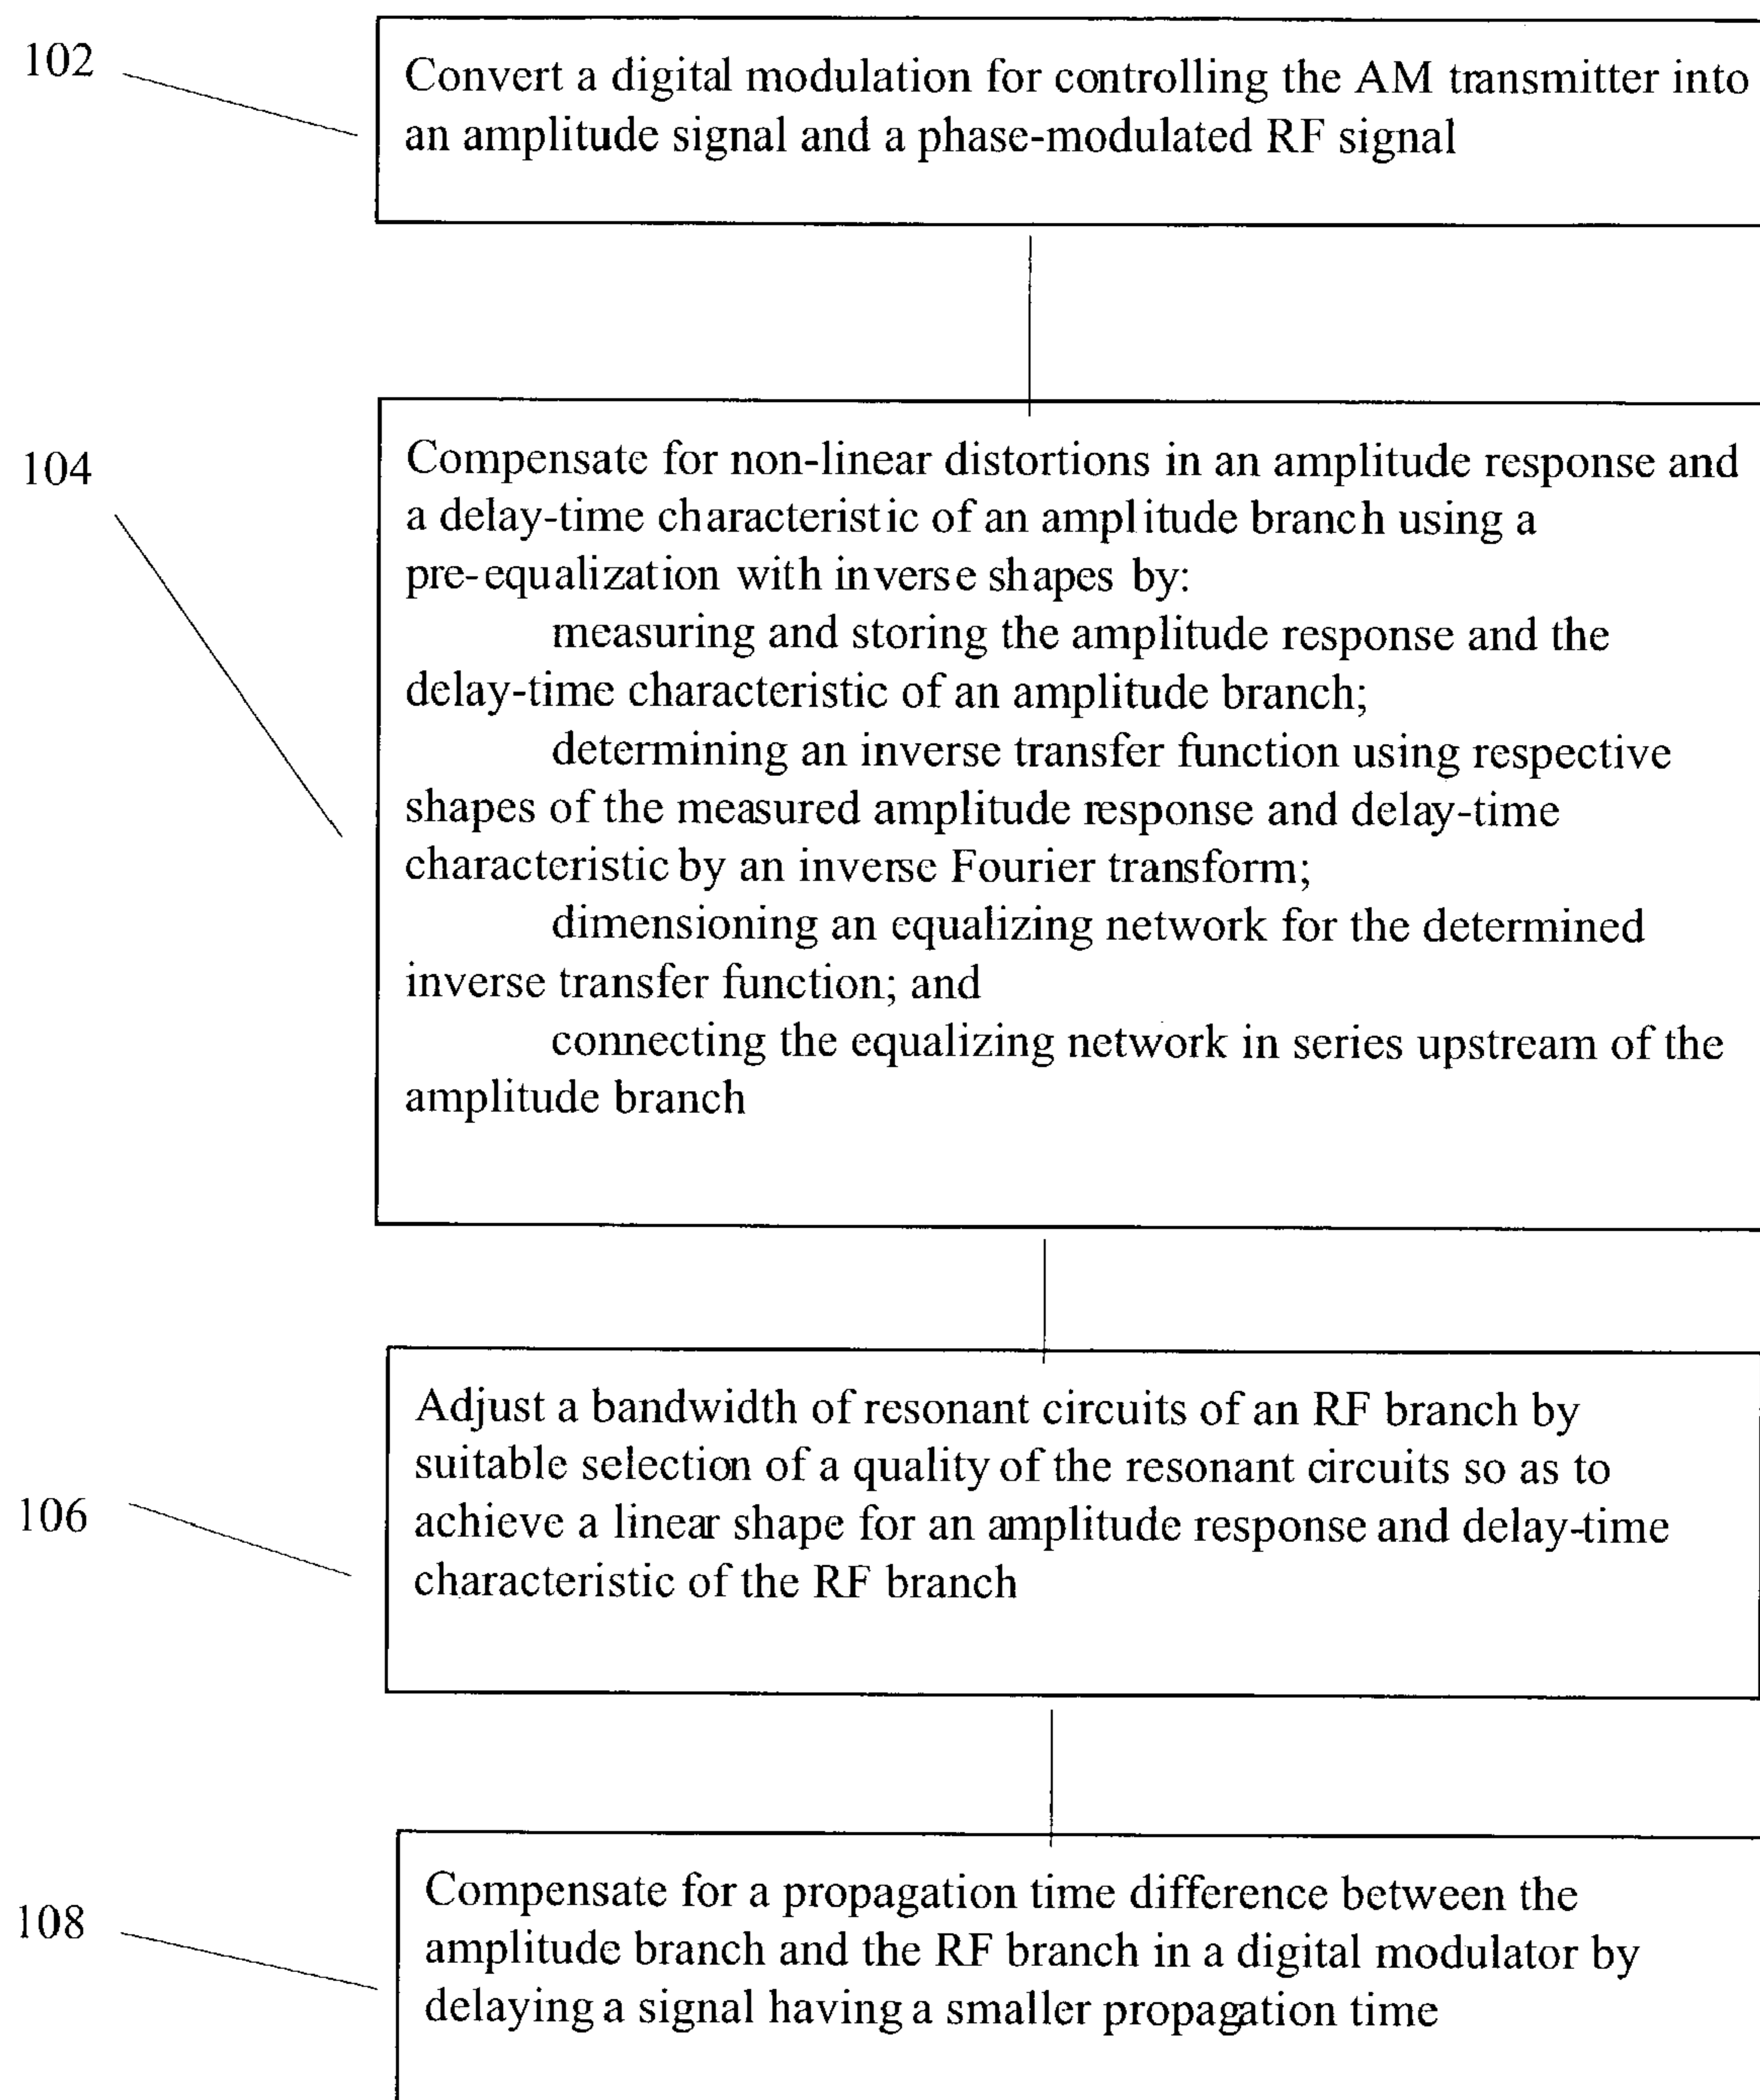 102
Convert a digital modulation for controlling the AM transmitter into
an amplitude signal and a phase-modulated RF signal
104
Compensate for non-linear distortions in an amplitude response and
a delay-time characteristic of an amplitude branch using a
pre-equalization with inverse shapes by:
measuring and storing the amplitude response and the
delay-time characteristic of an amplitude branch;
determining an inverse transfer function using respective
shapes of the measured amplitude response and delay-time
characteristic by an inverse Fourier transform;
dimensioning an equalizing network for the determined
inverse transfer function; and
connecting the equalizing network in series upstream of the
amplitude branch
106
Adjust a bandwidth of resonant circuits of an RF branch by
suitable selection of a quality of the resonant circuits so as to
achieve a linear shape for an amplitude response and delay-time
characteristic of the RF branch
108
Compensate for a propagation time difference between the
amplitude branch and the RF branch in a digital modulator by
delaying a signal having a smaller propagation time